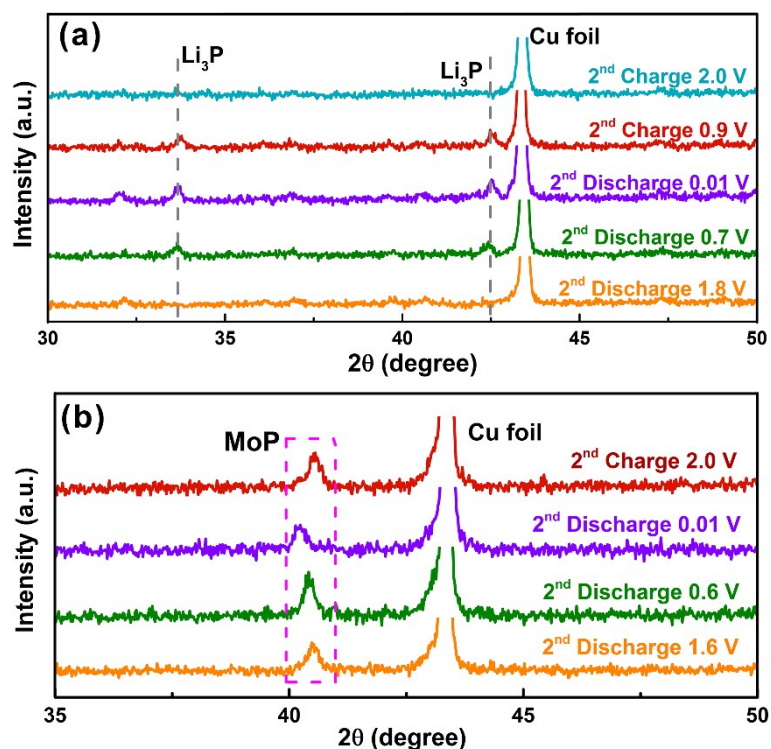 (a)
Li₃P
Li₃P
Cu foil
2ⁿᵈ Charge 2.0 V
2ⁿᵈ Charge 0.9 V
2ⁿᵈ Discharge 0.01 V
2ⁿᵈ Discharge 0.7 V
2ⁿᵈ Discharge 1.8 V
Intensity (a.u.)
30 35 40 45 50
2θ (degree)
(b)
MoP
Cu foil
2ⁿᵈ Charge 2.0 V
2ⁿᵈ Discharge 0.01 V
2ⁿᵈ Discharge 0.6 V
2ⁿᵈ Discharge 1.6 V
Intensity (a.u.)
35 40 45 50
2θ (degree)